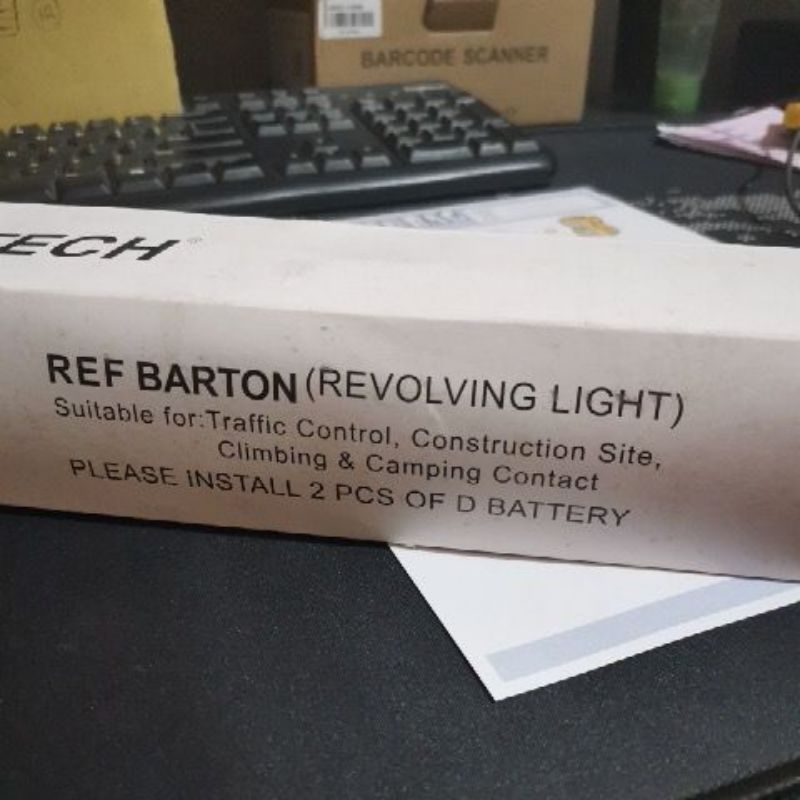 BARCODE SCANNER
TECH®
REF BARTON (REVOLVING LIGHT)
Suitable for:Traffic Control, Construction Site,
Climbing & Camping Contact
PLEASE INSTALL 2 PCS OF D BATTERY